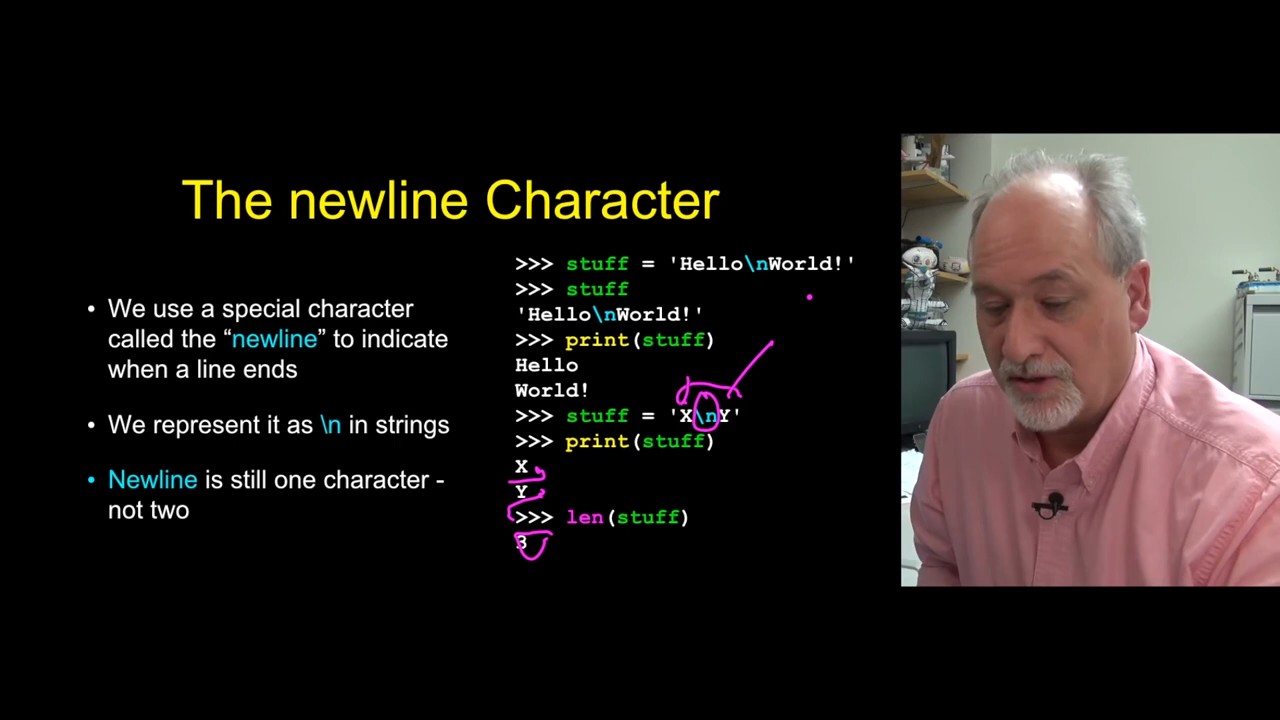 The newline Character
• We use a special character
called the “newline” to indicate
when a line ends
• We represent it as \n in strings
• Newline is still one character -
not two
>>> stuff = 'Hello\nWorld!'
>>> stuff
'Hello\nWorld!'
>>> print(stuff)
Hello
World!
>>> stuff = 'X\nY'
>>> print(stuff)
X
Y
>>> len(stuff)
3